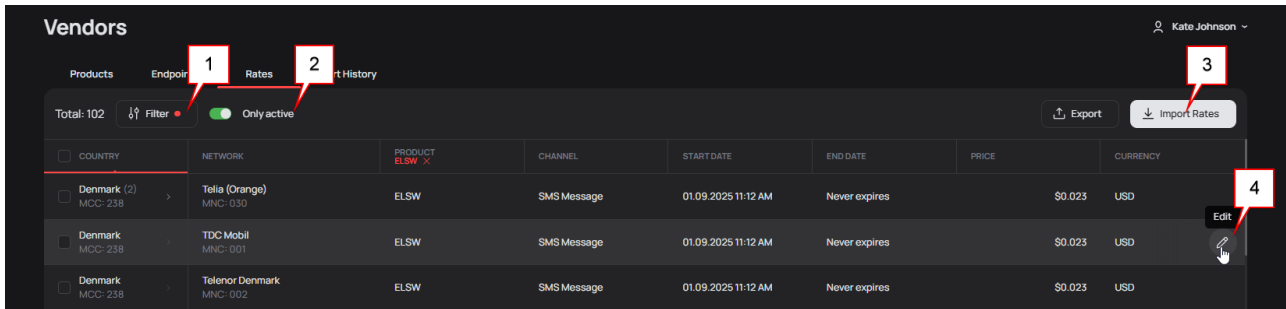 Vendors
Kate Johnson
1
2
3
Products Rates
Total: 102 Filter Only active Export Import Rates
COUNTRY NETWORK PRODUCT CHANNEL START DATE END DATE PRICE CURRENCY
ELSW
Denmark (2) Telia (Orange) ELSW SMS Message 01.09.2025 11:12 AM Never expires $0.023 USD
MCC: 238 MNC: 030
4
Edit
Denmark TDC Mobil ELSW SMS Message 01.09.2025 11:12 AM Never expires $0.023 USD
MCC: 238 MNC: 001
Denmark Telenor Denmark ELSW SMS Message 01.09.2025 11:12 AM Never expires $0.023 USD
MCC: 238 MNC: 002